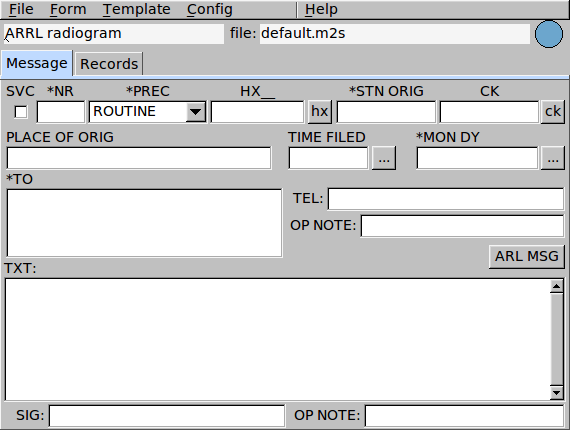 File Form Template Config Help
ARRL radiogram file: default.m2s
Message Records
SVC *NR *PREC HX__ *STN ORIG CK
ROUTINE hx ck
PLACE OF ORIG TIME FILED *MON DY
... ...
*TO
TEL:
OP NOTE:
ARL MSG
TXT:
SIG: OP NOTE: